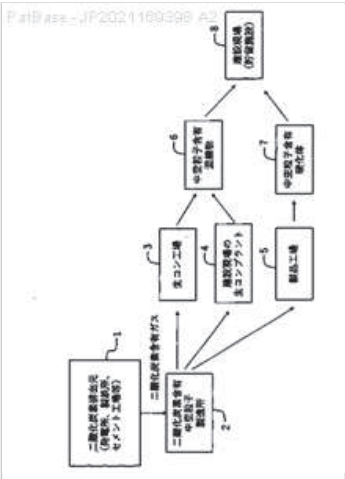 PatBase - JP2021169398 A2
1
二酸化炭素排出元
(発電所、製鉄所、
セメント工場等)
二酸化炭素含有ガス
二酸化炭素含有
中空粒子
製造所
2
3
生コン工場
4
建設現場の
生コンプラント
5
製品工場
6
中空粒子含有
混練物
7
中空粒子含有
硬化体
8
建設現場
(貯留施設)